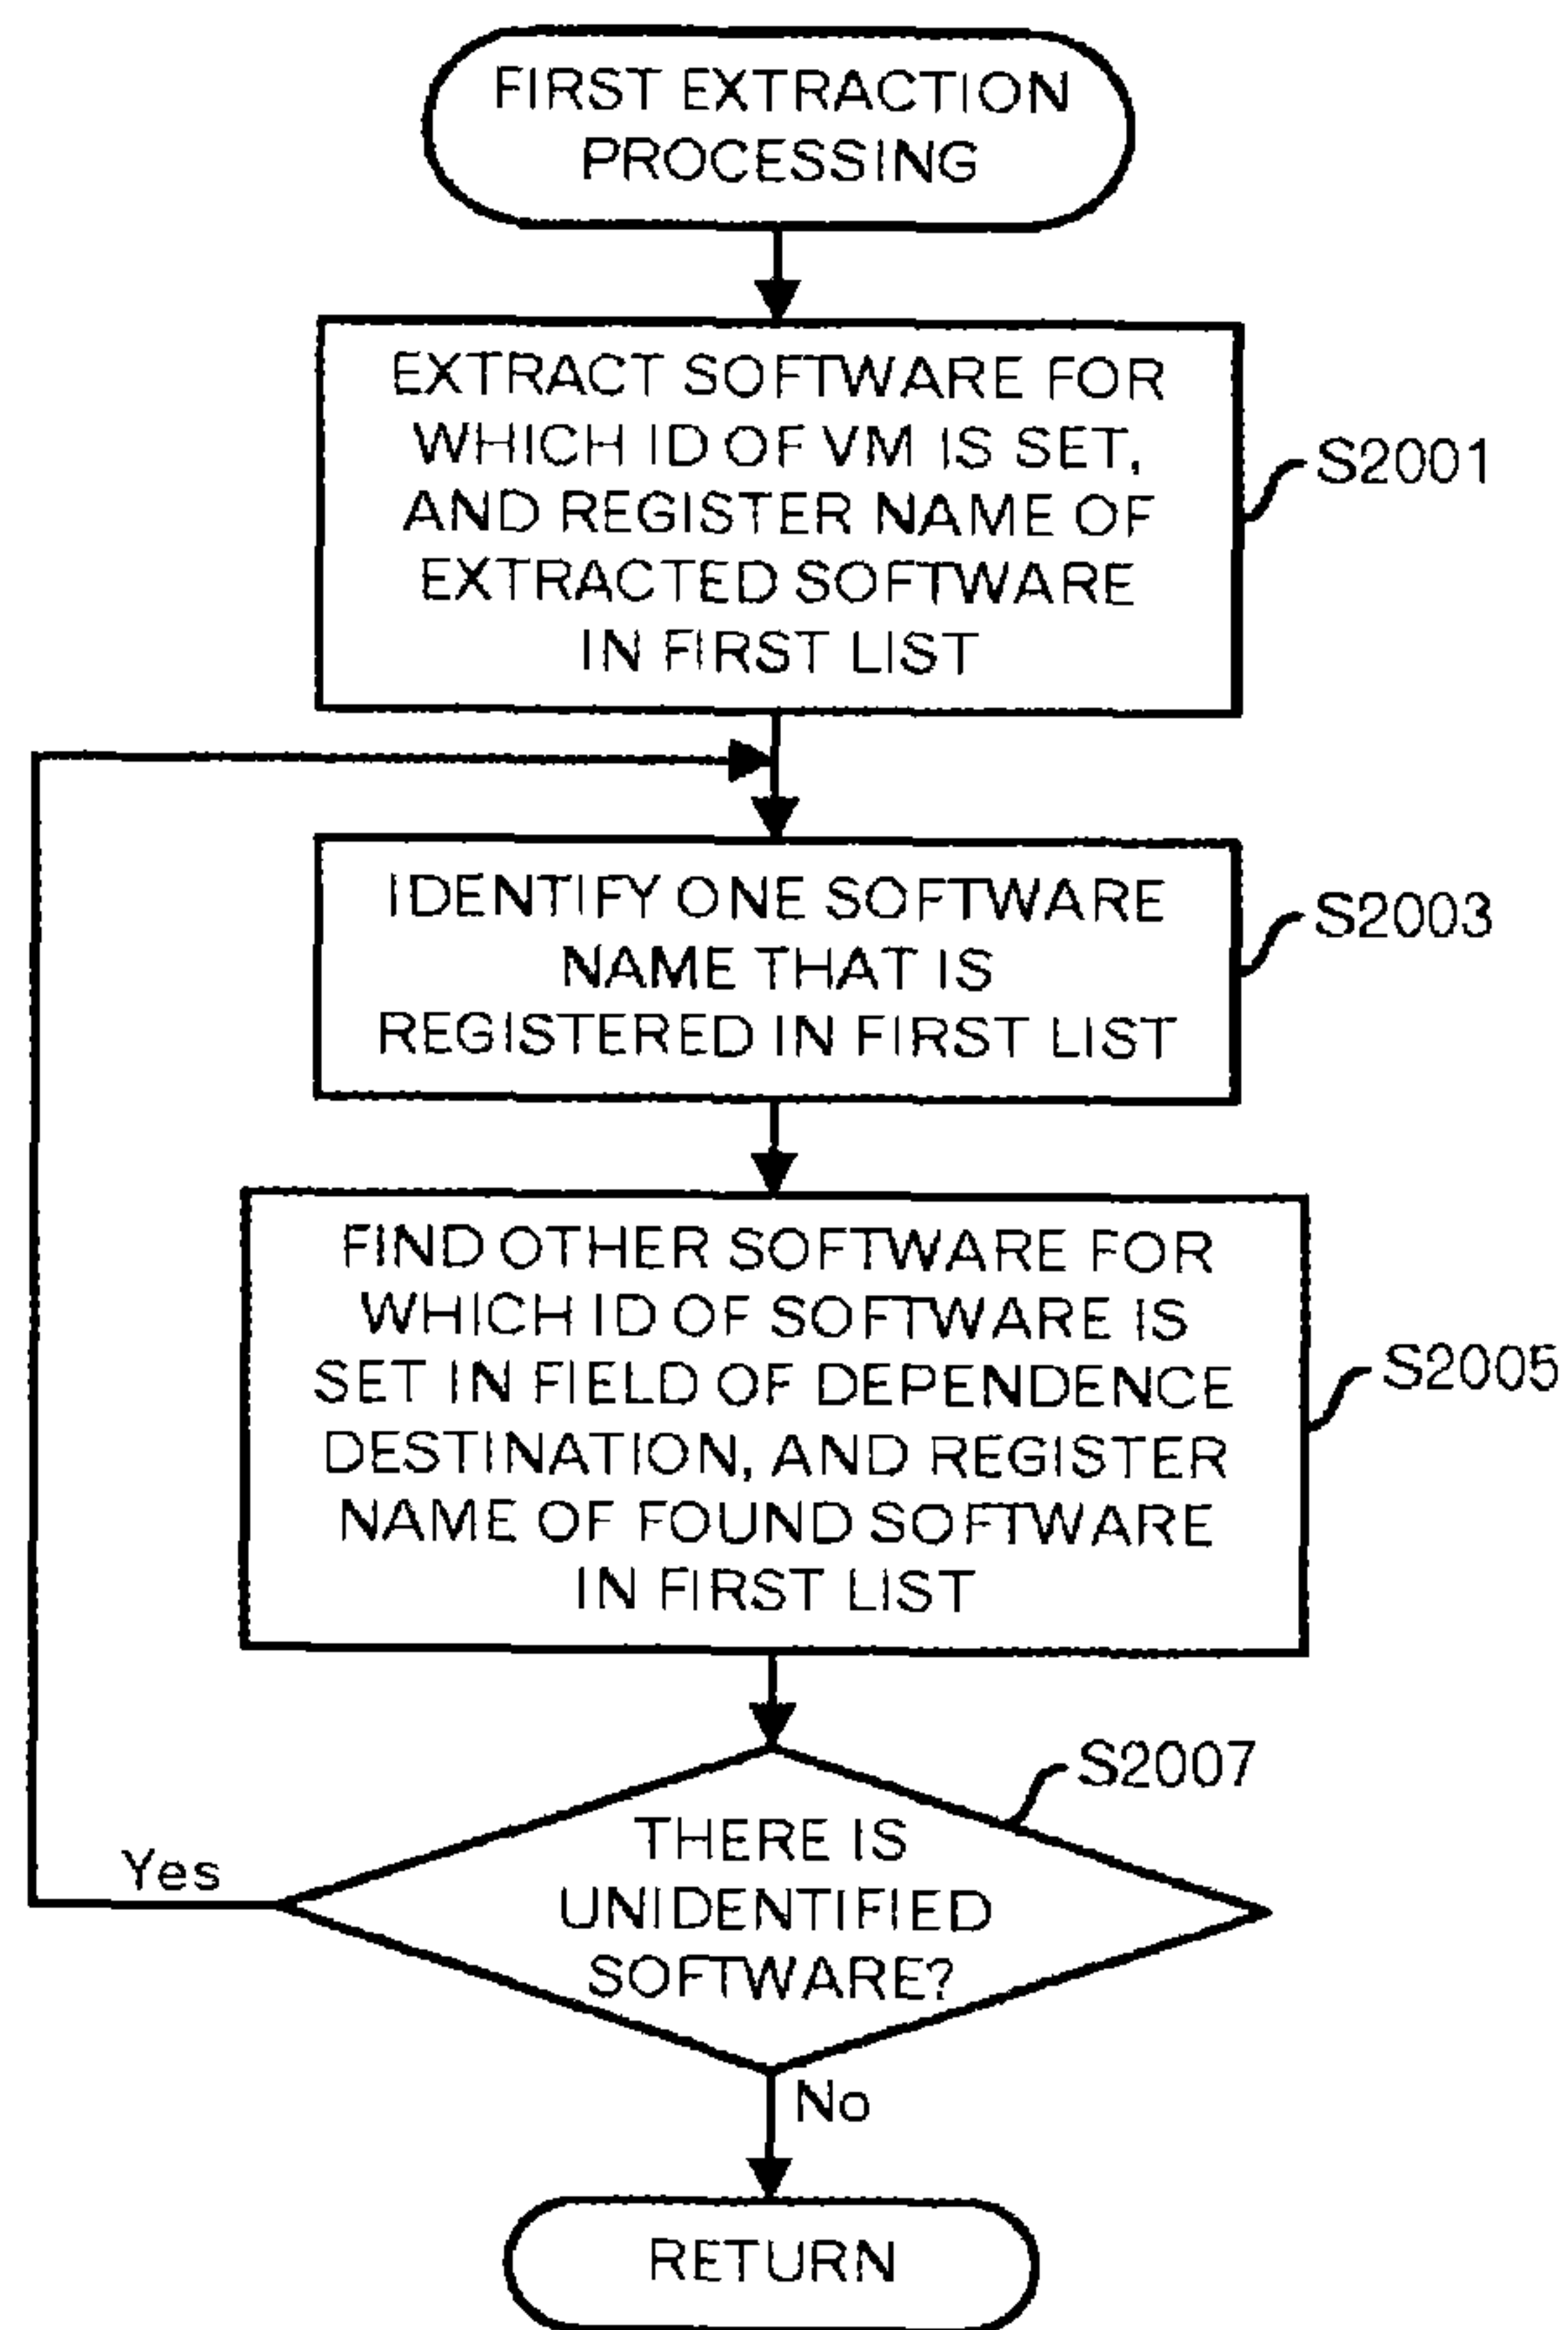 FIRST EXTRACTION
PROCESSING
EXTRACT SOFTWARE FOR
WHICH ID OF VM IS SET,
AND REGISTER NAME OF
EXTRACTED SOFTWARE
IN FIRST LIST
S2001
IDENTIFY ONE SOFTWARE
NAME THAT IS
REGISTERED IN FIRST LIST
S2003
FIND OTHER SOFTWARE FOR
WHICH ID OF SOFTWARE IS
SET IN FIELD OF DEPENDENCE
DESTINATION, AND REGISTER
NAME OF FOUND SOFTWARE
IN FIRST LIST
S2005
S2007
THERE IS
UNIDENTIFIED
SOFTWARE?
Yes
No
RETURN